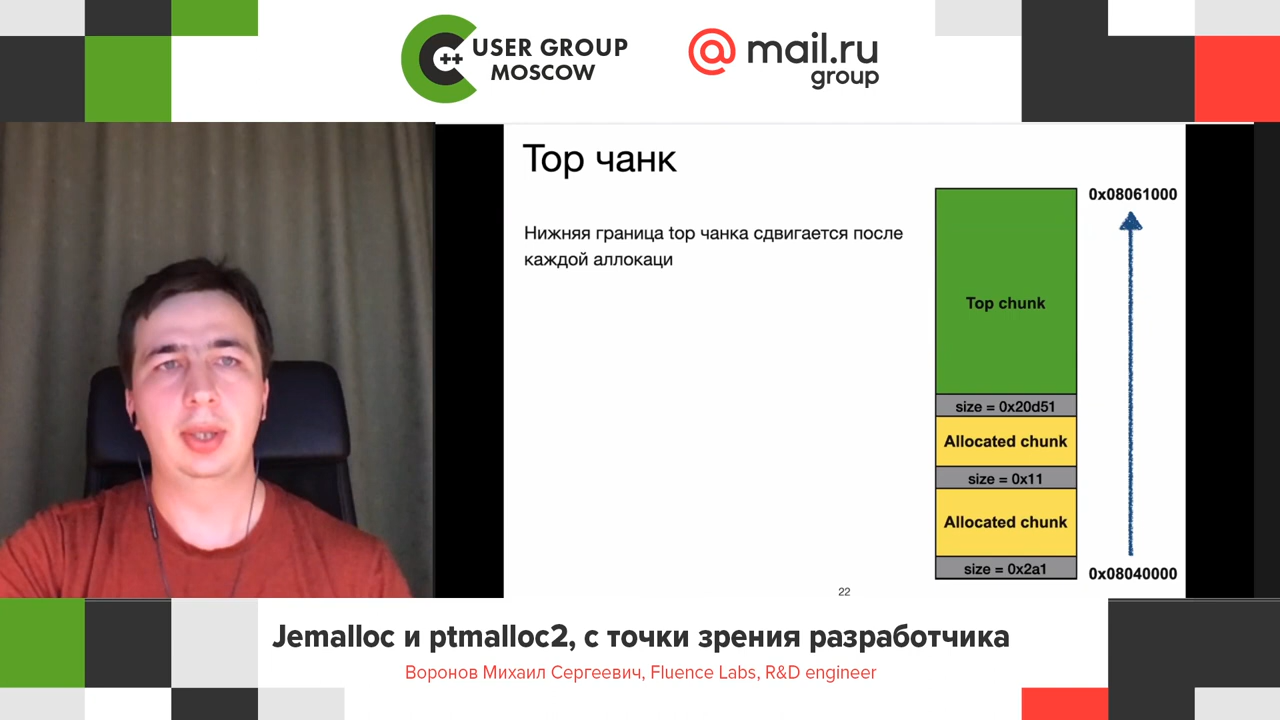 C++ USER GROUP
MOSCOW
@ mail.ru
group
Top чанк
Нижняя граница top чанка сдвигается после
каждой аллокаци
0x08061000
Top chunk
size = 0x20d51
Allocated chunk
size = 0x11
Allocated chunk
size = 0x2a1
0x08040000
22
Jemalloc и ptmalloc2, с точки зрения разработчика
Воронов Михаил Сергеевич, Fluence Labs, R&D engineer